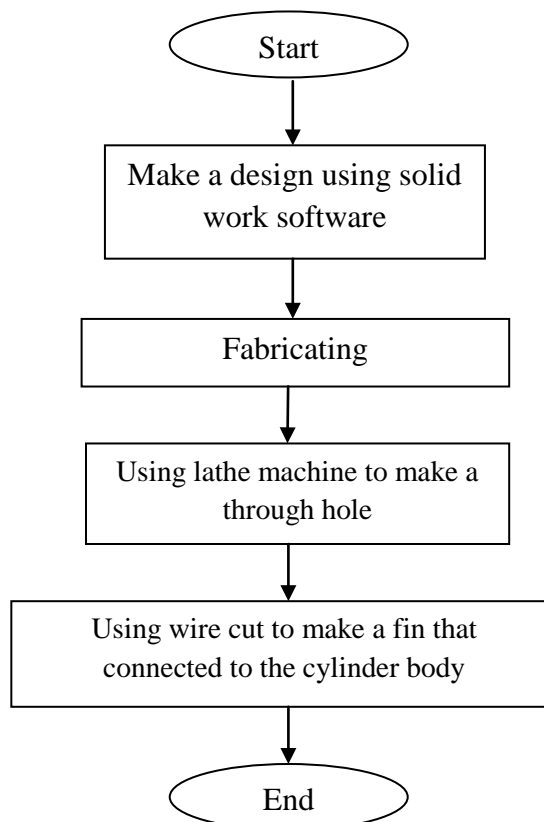 Start
Make a design using solid
work software
Fabricating
Using lathe machine to make a
through hole
Using wire cut to make a fin that
connected to the cylinder body
End